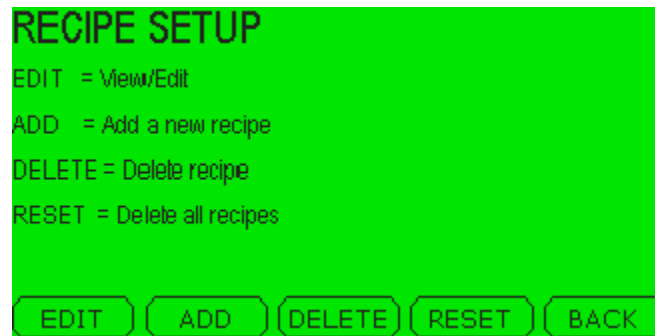 RECIPE SETUP
EDIT = View/Edit
ADD = Add a new recipe
DELETE = Delete recipe
RESET = Delete all recipes
EDIT ADD DELETE RESET BACK